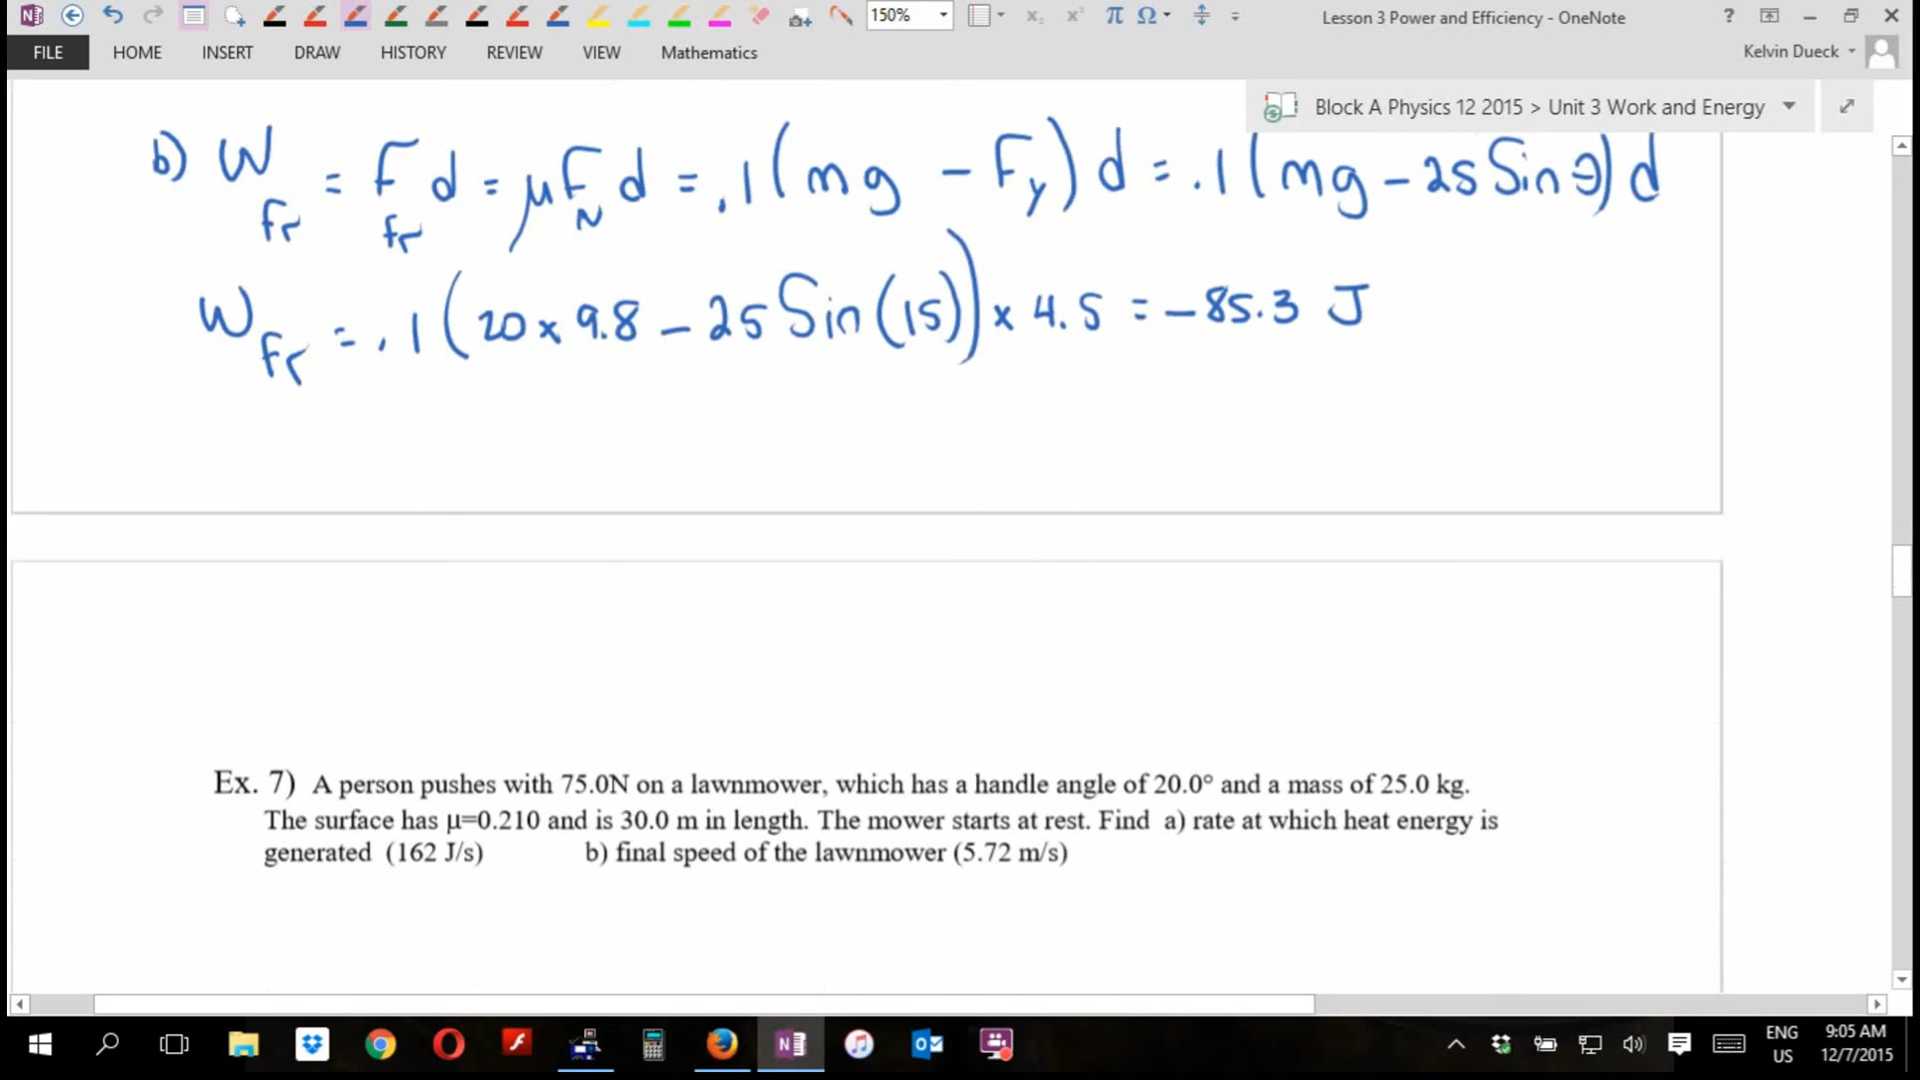 150%
Lesson 3 Power and Efficiency - OneNote
?
FILE HOME INSERT DRAW HISTORY REVIEW VIEW Mathematics
Kelvin Dueck
Block A Physics 12 2015 > Unit 3 Work and Energy
b) W_Fr = F_fr d = μF_N d = .1(mg - F_y) d = .1(mg - 25 Sin θ) d
W_Fr = .1(20 x 9.8 - 25 Sin(15)) x 4.5 = -85.3 J
Ex. 7) A person pushes with 75.0N on a lawnmower, which has a handle angle of 20.0° and a mass of 25.0 kg.
The surface has μ=0.210 and is 30.0 m in length. The mower starts at rest. Find a) rate at which heat energy is
generated (162 J/s) b) final speed of the lawnmower (5.72 m/s)
ENG
US
9:05 AM
12/7/2015